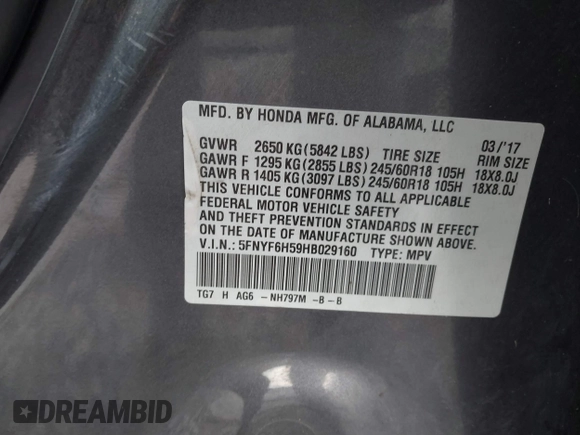 MFD. BY HONDA MFG. OF ALABAMA, LLC
GVWR 2650 KG (5842 LBS) TIRE SIZE 03/'17 RIM SIZE
GAWR F 1295 KG (2855 LBS) 245/60R18 105H 18X8.0J
GAWR R 1405 KG (3097 LBS) 245/60R18 105H 18X8.0J
THIS VEHICLE CONFORMS TO ALL APPLICABLE
FEDERAL MOTOR VEHICLE SAFETY
AND THEFT PREVENTION STANDARDS IN EFFECT
ON THE DATE OF MANUFACTURE SHOWN ABOVE.
V.I.N.: 5FNYF6H59HB029160 TYPE: MPV
TG7 H AG6 -NH797M -B -B
DREAMBID